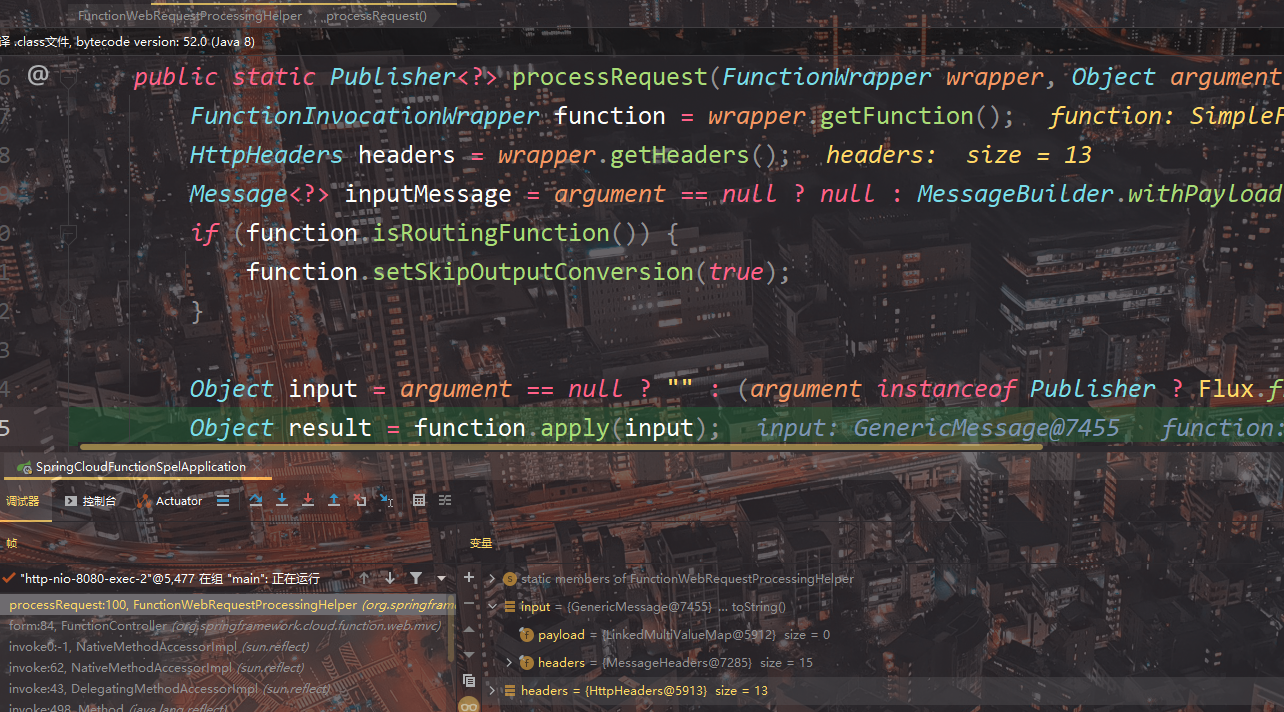 FunctionWebRequestProcessingHelper processRequest()
译 .class文件, bytecode version: 52.0 (Java 8)
6 @ public static Publisher<?> processRequest(FunctionWrapper wrapper, Object argument
7 FunctionInvocationWrapper function = wrapper.getFunction(); function: SimpleF
8 HttpHeaders headers = wrapper.getHeaders(); headers: size = 13
9 Message<?> inputMessage = argument == null ? null : MessageBuilder.withPayload
0 if (function.isRoutingFunction()) {
1 function.setSkipOutputConversion(true);
2 }
3
4 Object input = argument == null ? "" : (argument instanceof Publisher ? Flux.f
5 Object result = function.apply(input); input: GenericMessage@7455 function:
SpringCloudFunctionSpelApplication
调试器 控制台 Actuator
帧 变量
"http-nio-8080-exec-2"@5,477 在组 "main": 正在运行
processRequest:100, FunctionWebRequestProcessingHelper (org.springfram
form:84, FunctionController (org.springframework.cloud.function.web.mvc)
invoke0:-1, NativeMethodAccessorImpl (sun.reflect)
invoke:62, NativeMethodAccessorImpl (sun.reflect)
invoke:43, DelegatingMethodAccessorImpl (sun.reflect)
invoke:498, Method (java.lang.reflect)
static members of FunctionWebRequestProcessingHelper
input = {GenericMessage@7455} ... toString()
payload = {LinkedMultiValueMap@5912} size = 0
headers = {MessageHeaders@7285} size = 15
headers = {HttpHeaders@5913} size = 13